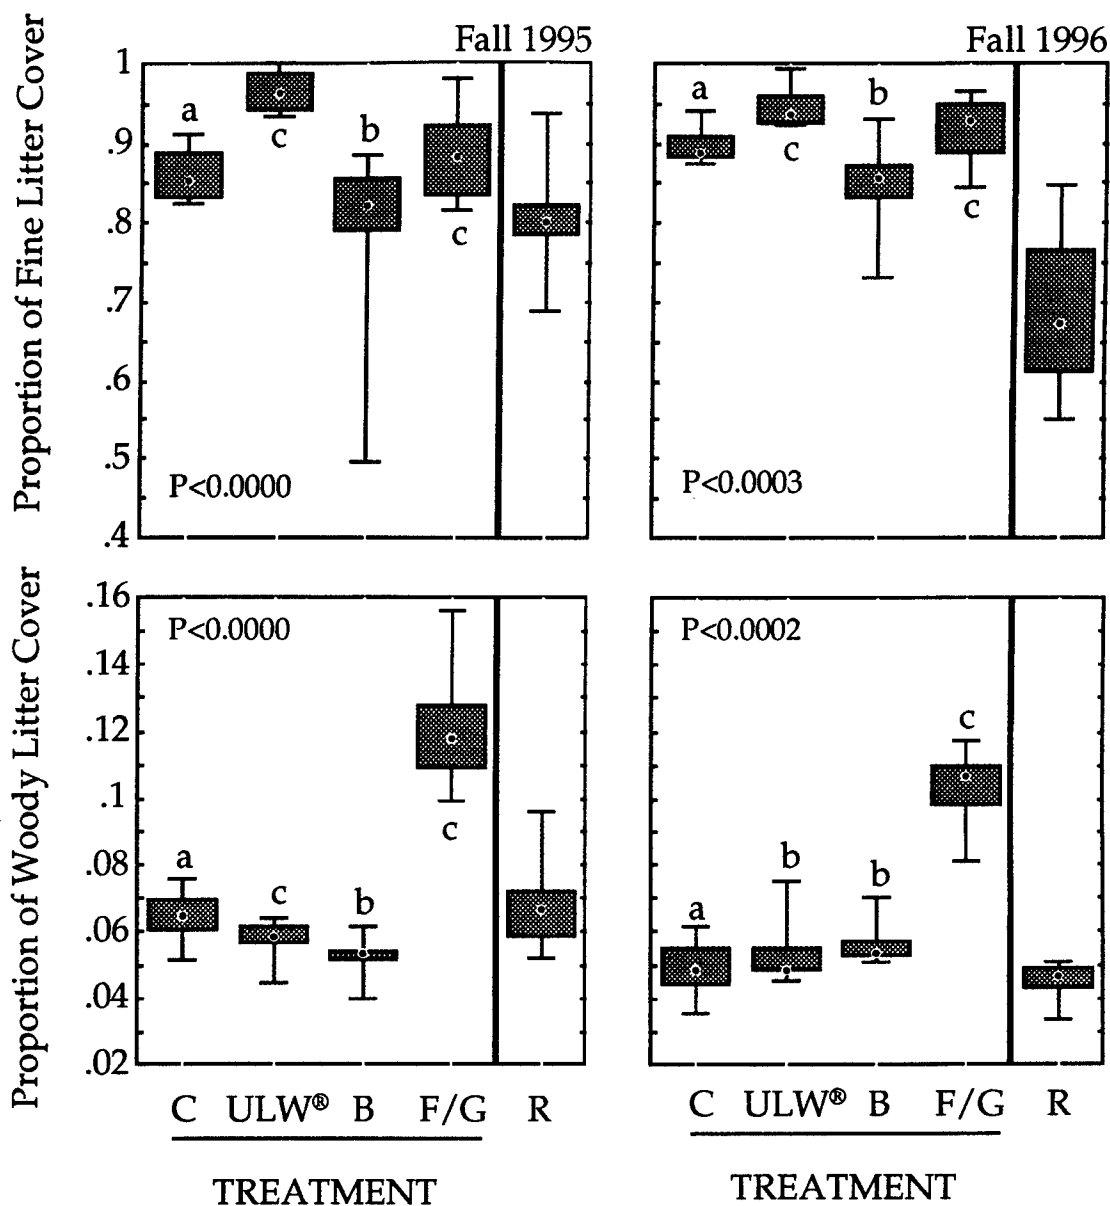 Fall 1995
Fall 1996
Proportion of Fine Litter Cover
1
.9
.8
.7
.6
.5
.4
a
c
b
c
P<0.0000
a
c
b
c
P<0.0003
Proportion of Woody Litter Cover
.16
.14
.12
.1
.08
.06
.04
.02
P<0.0000
a
c
b
c
P<0.0002
a
b
b
c
C ULW® B F/G R
C ULW® B F/G R
TREATMENT
TREATMENT